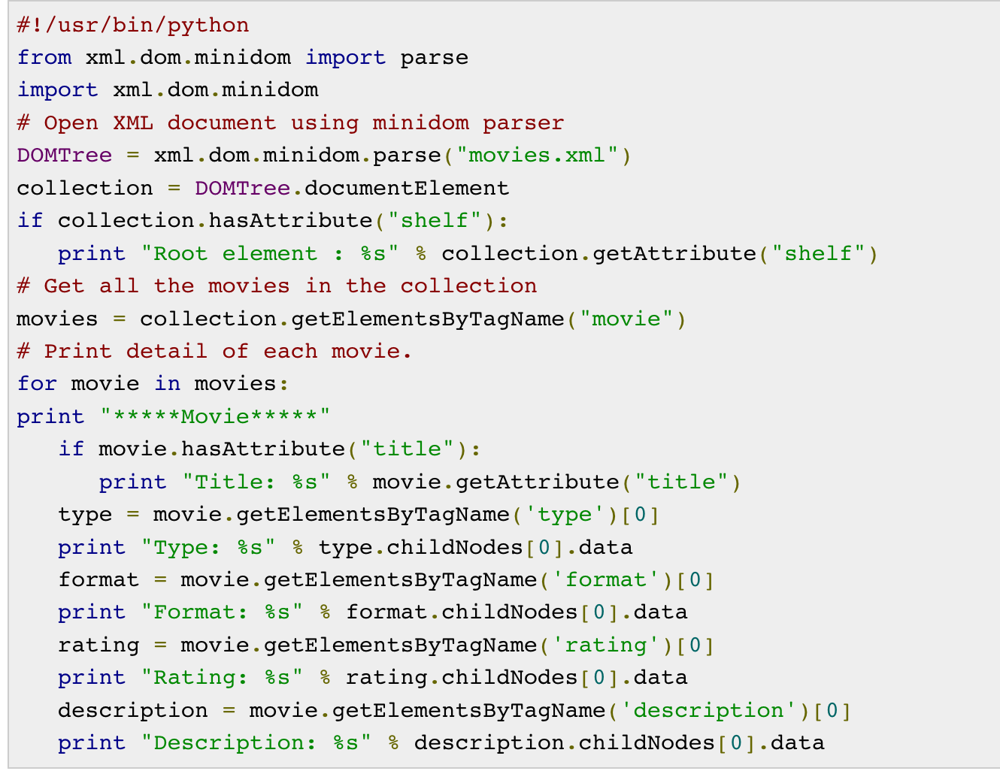 #!/usr/bin/python
from xml.dom.minidom import parse
import xml.dom.minidom
# Open XML document using minidom parser
DOMTree = xml.dom.minidom.parse("movies.xml")
collection = DOMTree.documentElement
if collection.hasAttribute("shelf"):
   print "Root element : %s" % collection.getAttribute("shelf")
# Get all the movies in the collection
movies = collection.getElementsByTagName("movie")
# Print detail of each movie.
for movie in movies:
print "*****Movie*****"
   if movie.hasAttribute("title"):
      print "Title: %s" % movie.getAttribute("title")
   type = movie.getElementsByTagName('type')[0]
   print "Type: %s" % type.childNodes[0].data
   format = movie.getElementsByTagName('format')[0]
   print "Format: %s" % format.childNodes[0].data
   rating = movie.getElementsByTagName('rating')[0]
   print "Rating: %s" % rating.childNodes[0].data
   description = movie.getElementsByTagName('description')[0]
   print "Description: %s" % description.childNodes[0].data